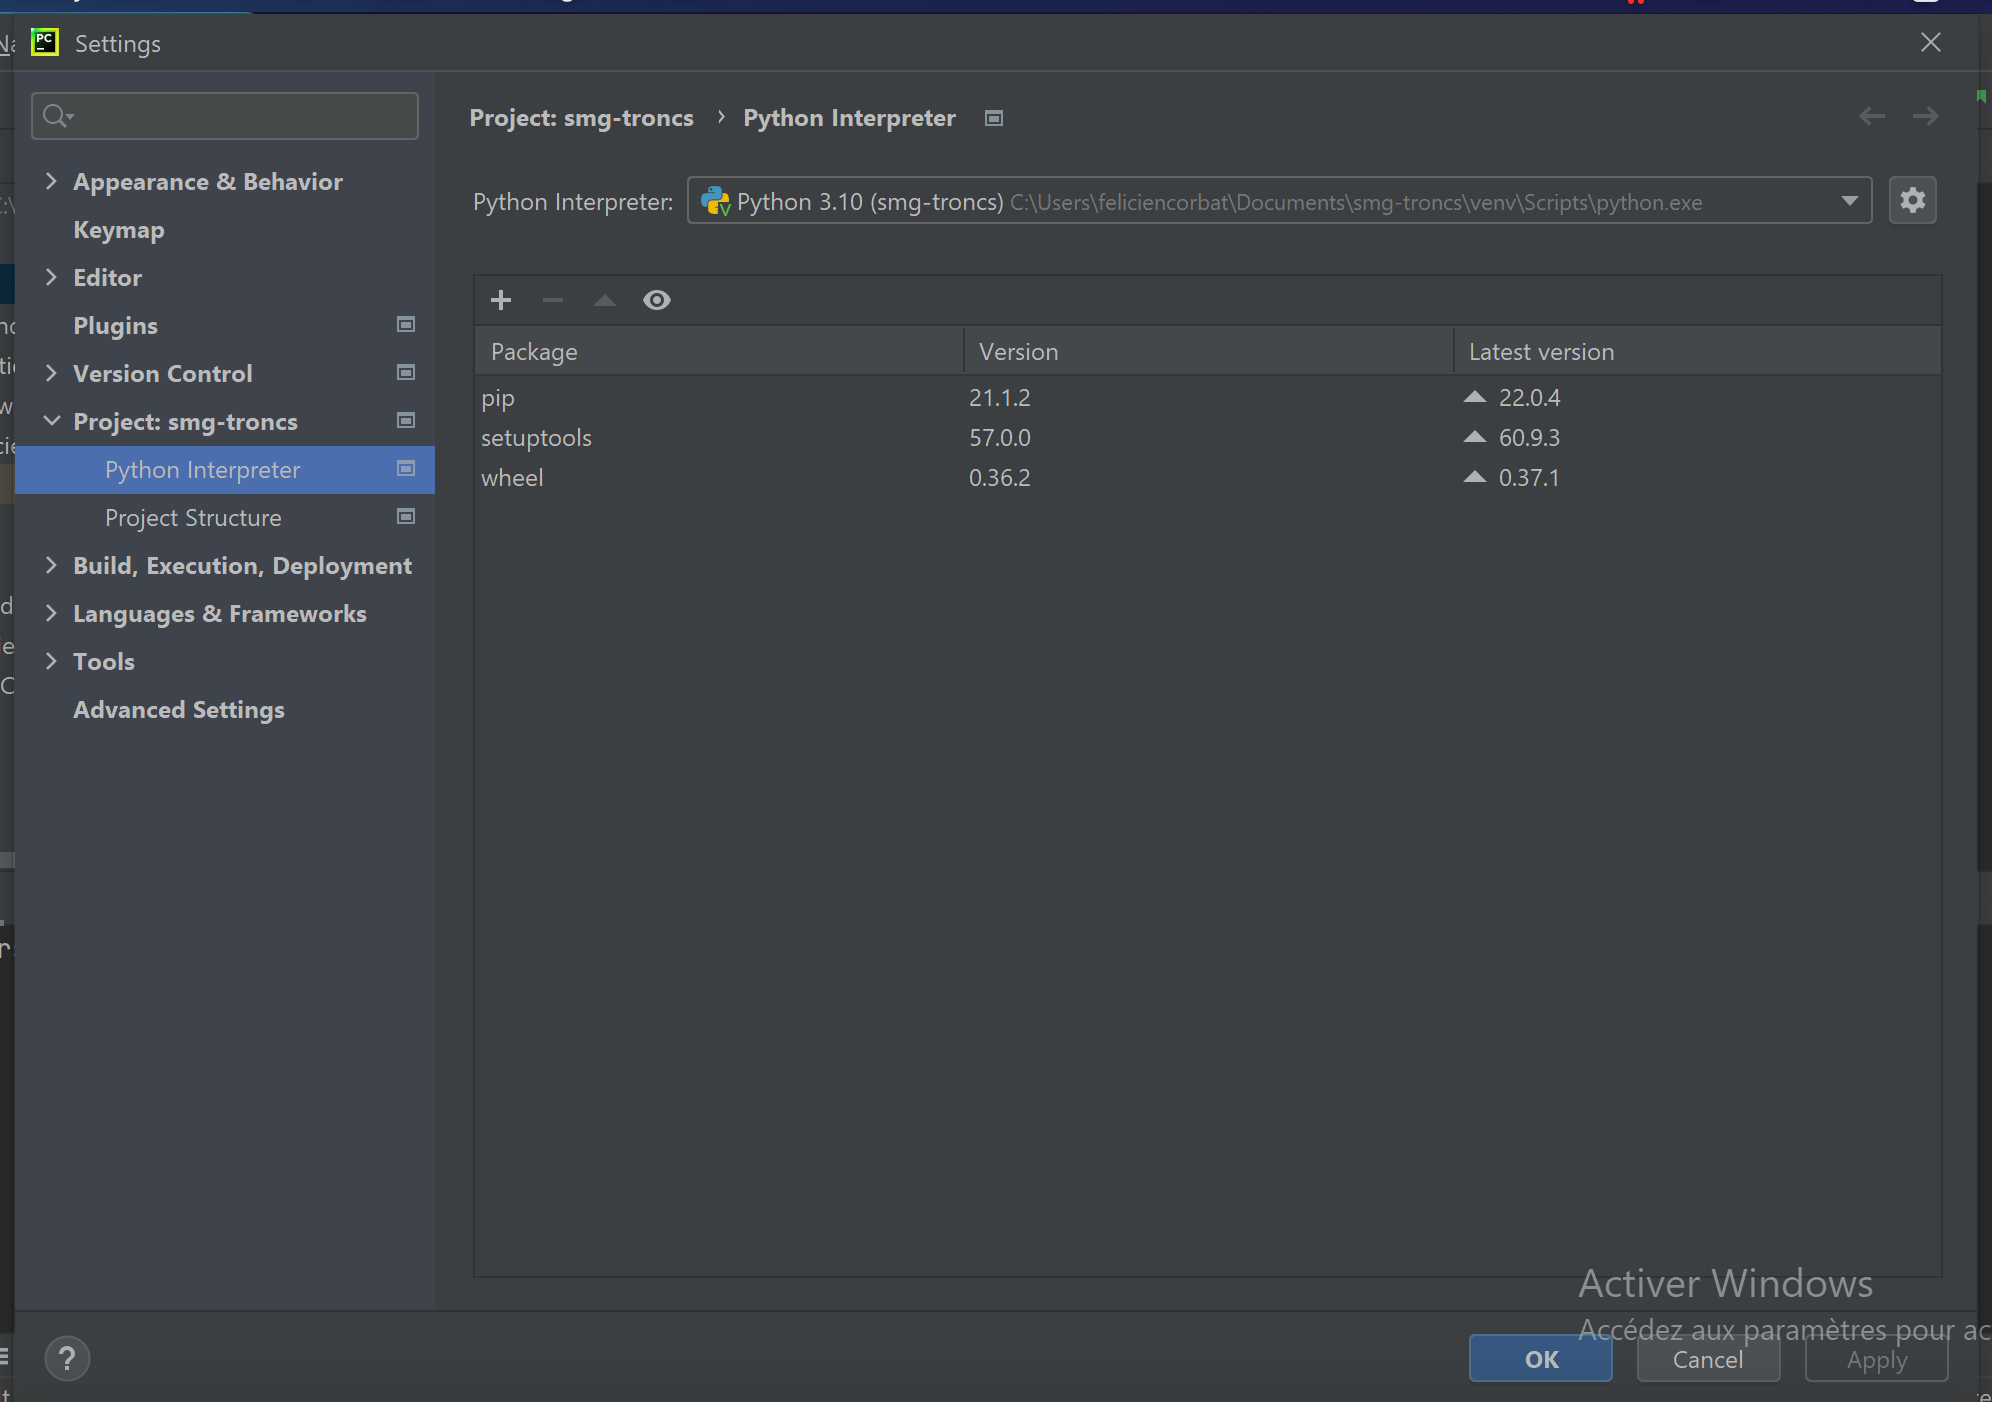 PC Settings
Project: smg-troncs › Python Interpreter
Python Interpreter: Python 3.10 (smg-troncs) C:\Users\feliciencorbat\Documents\smg-troncs\venv\Scripts\python.exe
Appearance & Behavior
Keymap
Editor
Plugins
Version Control
Project: smg-troncs
Python Interpreter
Project Structure
Build, Execution, Deployment
Languages & Frameworks
Tools
Advanced Settings
Package Version Latest version
pip 21.1.2 22.0.4
setuptools 57.0.0 60.9.3
wheel 0.36.2 0.37.1
Activer Windows
Accédez aux paramètres pour ac
? OK Cancel Apply